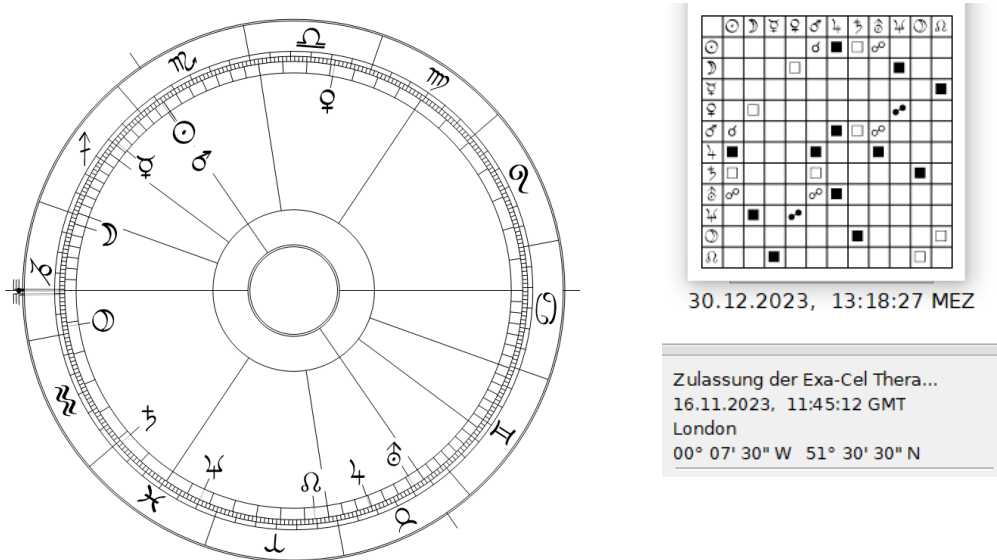 30.12.2023, 13:18:27 MEZ
Zulassung der Exa-Cel Thera...
16.11.2023, 11:45:12 GMT
London
00° 07' 30" W 51° 30' 30" N